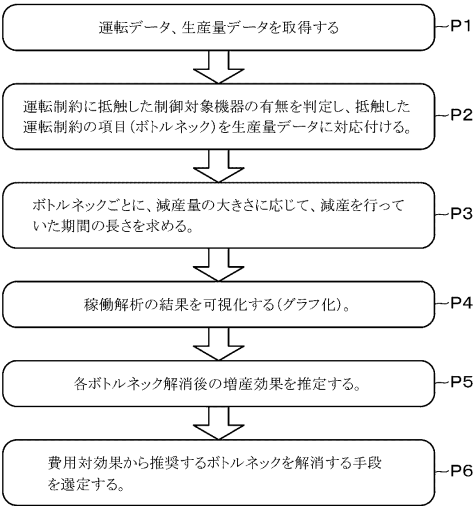 運転データ、生産量データを取得する
P1
運転制約に抵触した制御対象機器の有無を判定し、抵触した
運転制約の項目(ボトルネック)を生産量データに対応付ける。
P2
ボトルネックごとに、減産量の大きさに応じて、減産を行って
いた期間の長さを求める。
P3
稼働解析の結果を可視化する(グラフ化)。
P4
各ボトルネック解消後の増産効果を推定する。
P5
費用対効果から推奨するボトルネックを解消する手段
を選定する。
P6